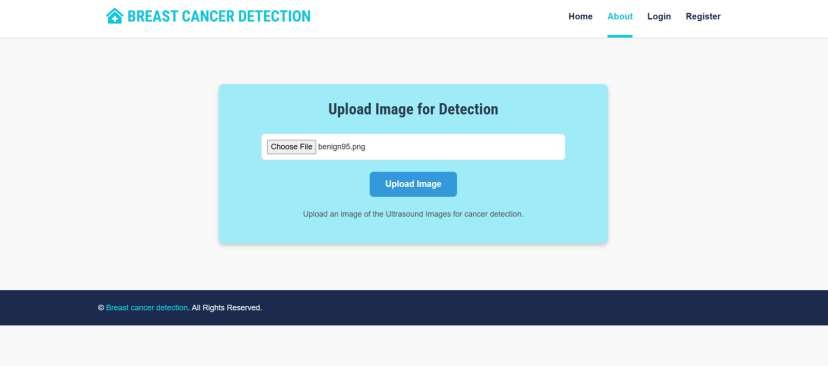 BREAST CANCER DETECTION
Home About Login Register
Upload Image for Detection
Choose File benign95.png
Upload Image
Upload an image of the Ultrasound Images for cancer detection.
© Breast cancer detection. All Rights Reserved.